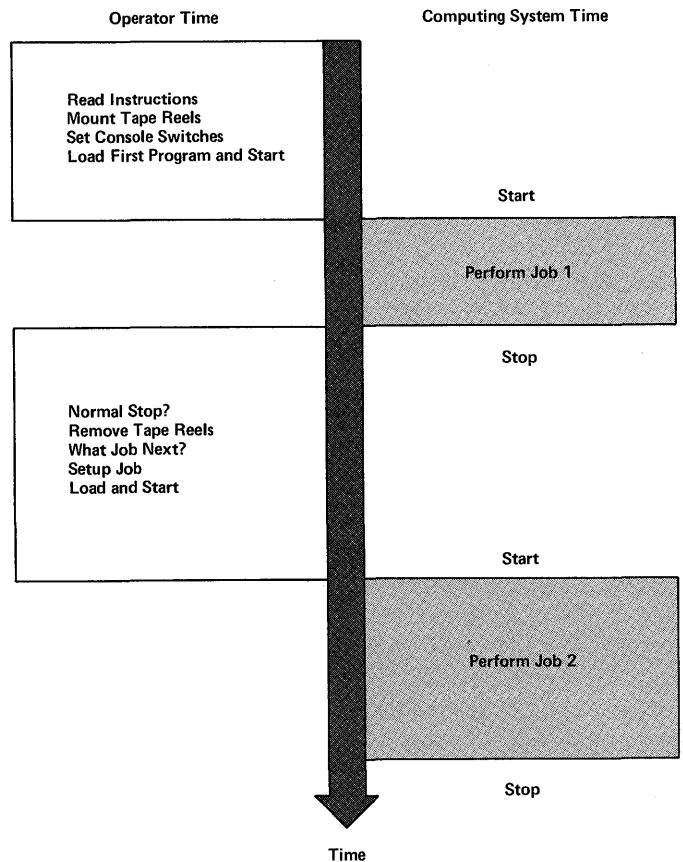 Operator Time
Computing System Time
Read Instructions
Mount Tape Reels
Set Console Switches
Load First Program and Start
Start
Perform Job 1
Stop
Normal Stop?
Remove Tape Reels
What Job Next?
Setup Job
Load and Start
Start
Perform Job 2
Stop
Time